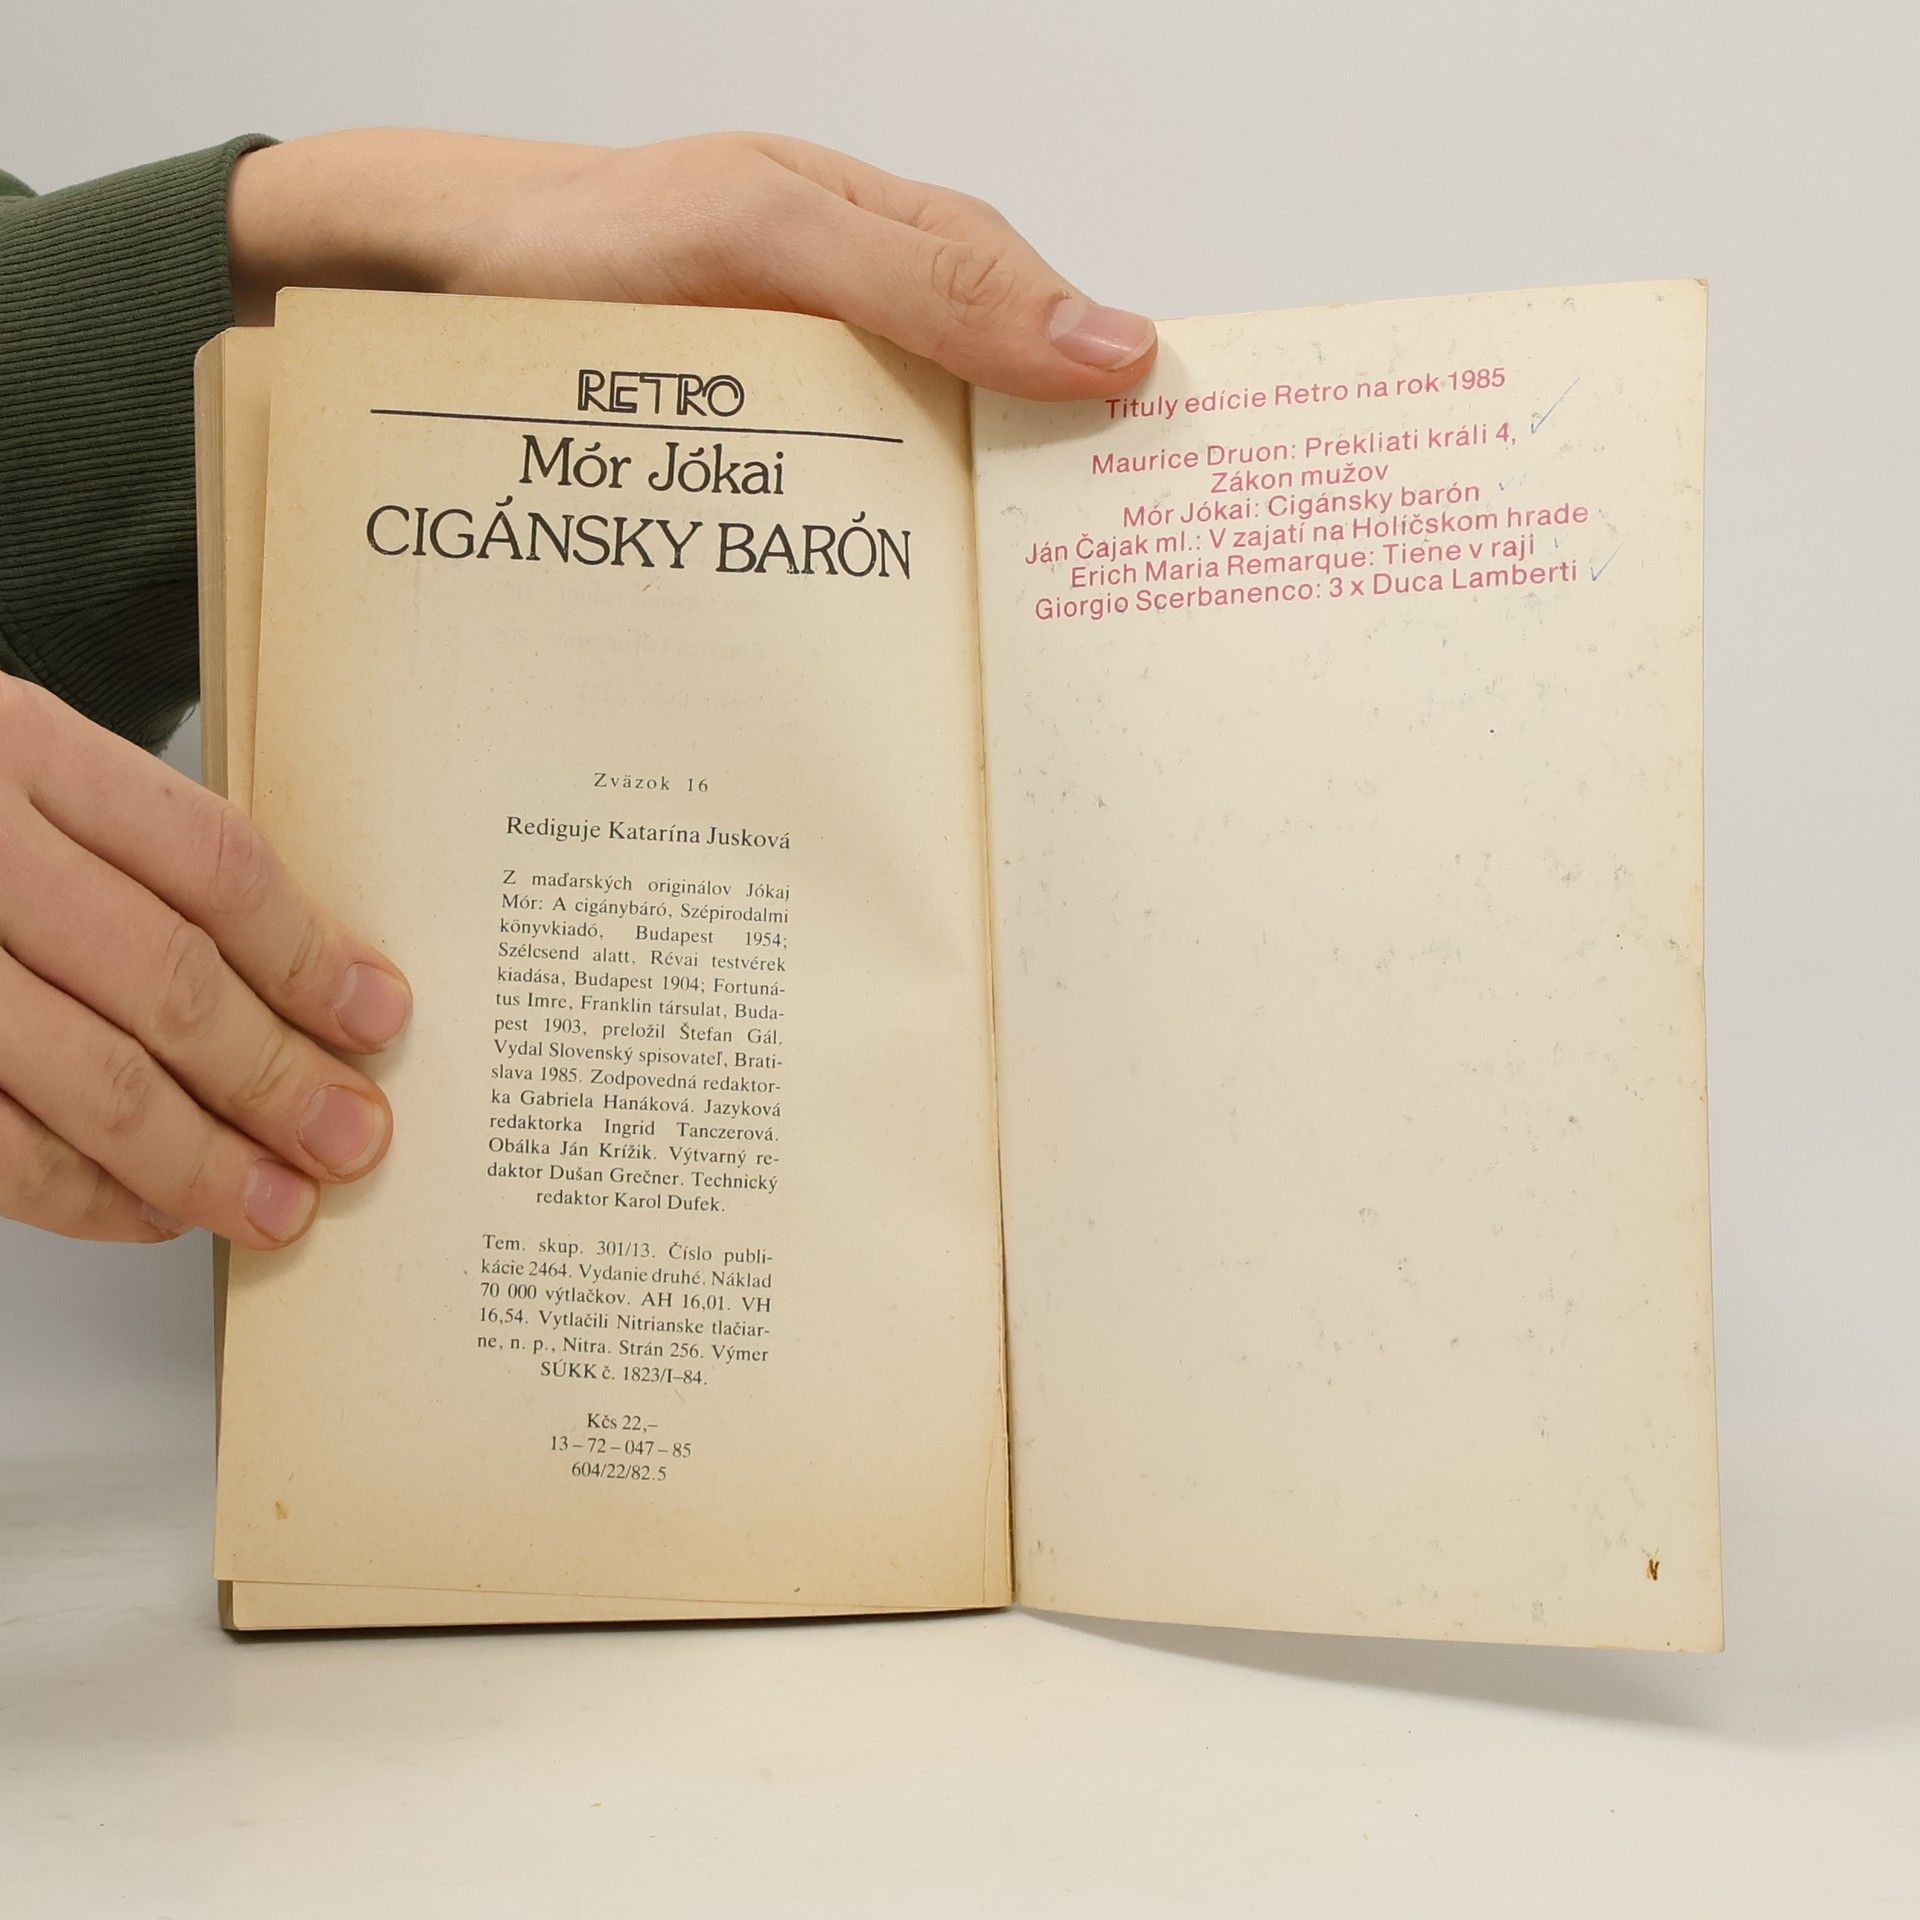 RETRO
Mór Jókai
CIGÁNSKY BARÓN
Zväzok 16
Rediguje Katarína Jusková
Z maďarských originálov Jókai
Mór: A cigánybáró, Szépirodalmi
könyvkiadó, Budapest 1954;
Szélcsend alatt, Révai testvérek
kiadása, Budapest 1904; Fortuná-
tus Imre, Franklin társulat, Buda-
pest 1903, preložil Štefan Gál.
Vydal Slovenský spisovateľ, Brati-
slava 1985. Zodpovedná redaktor-
ka Gabriela Hanáková. Jazyková
redaktorka Ingrid Tanczerová.
Obálka Ján Krížik. Výtvarný re-
daktor Dušan Grečner. Technický
redaktor Karol Dufek.
Tem. skup. 301/13. Číslo publi-
kácie 2464. Vydanie druhé. Náklad
70 000 výtlačkov. AH 16,01. VH
16,54. Vytlačili Nitrianske tlačiar-
ne, n. p., Nitra. Strán 256. Výmer
SÚKK č. 1823/I–84.
Kčs 22,–
13 – 72 – 047 – 85
604/22/82.5
Tituly edície Retro na rok 1985
Maurice Druon: Prekliati králi 4,
Zákon mužov
Mór Jókai: Cigánsky barón
Ján Čajak ml.: V zajatí na Holíčskom hrade
Erich Maria Remarque: Tiene v raji
Giorgio Scerbanenco: 3 x Duca Lamberti